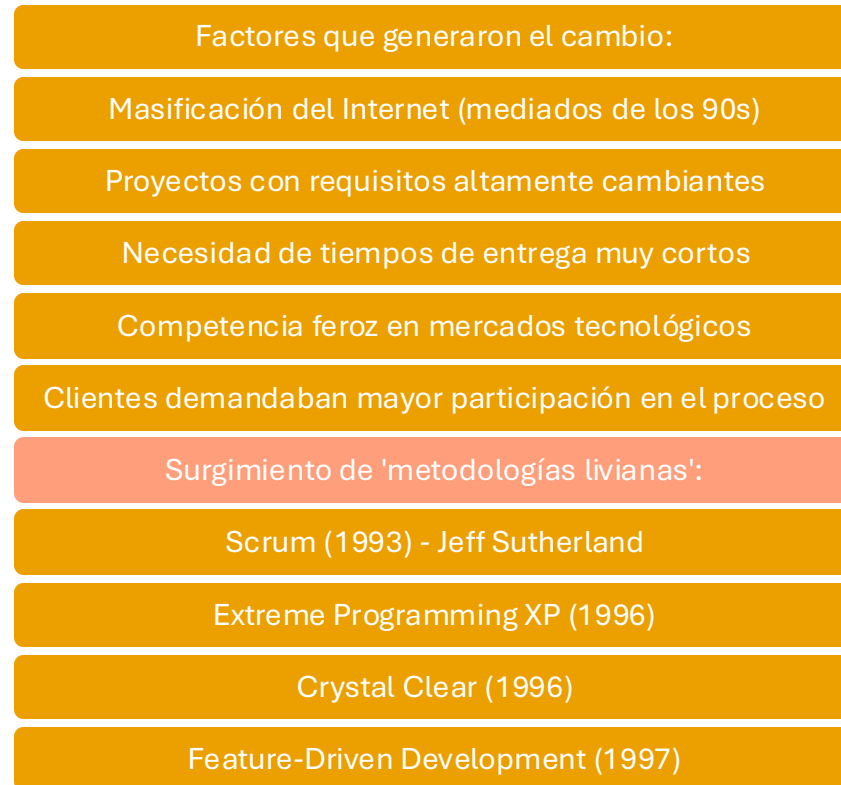 Factores que generaron el cambio:
Masificación del Internet (mediados de los 90s)
Proyectos con requisitos altamente cambiantes
Necesidad de tiempos de entrega muy cortos
Competencia feroz en mercados tecnológicos
Clientes demandaban mayor participación en el proceso
Surgimiento de 'metodologías livianas':
Scrum (1993) - Jeff Sutherland
Extreme Programming XP (1996)
Crystal Clear (1996)
Feature-Driven Development (1997)